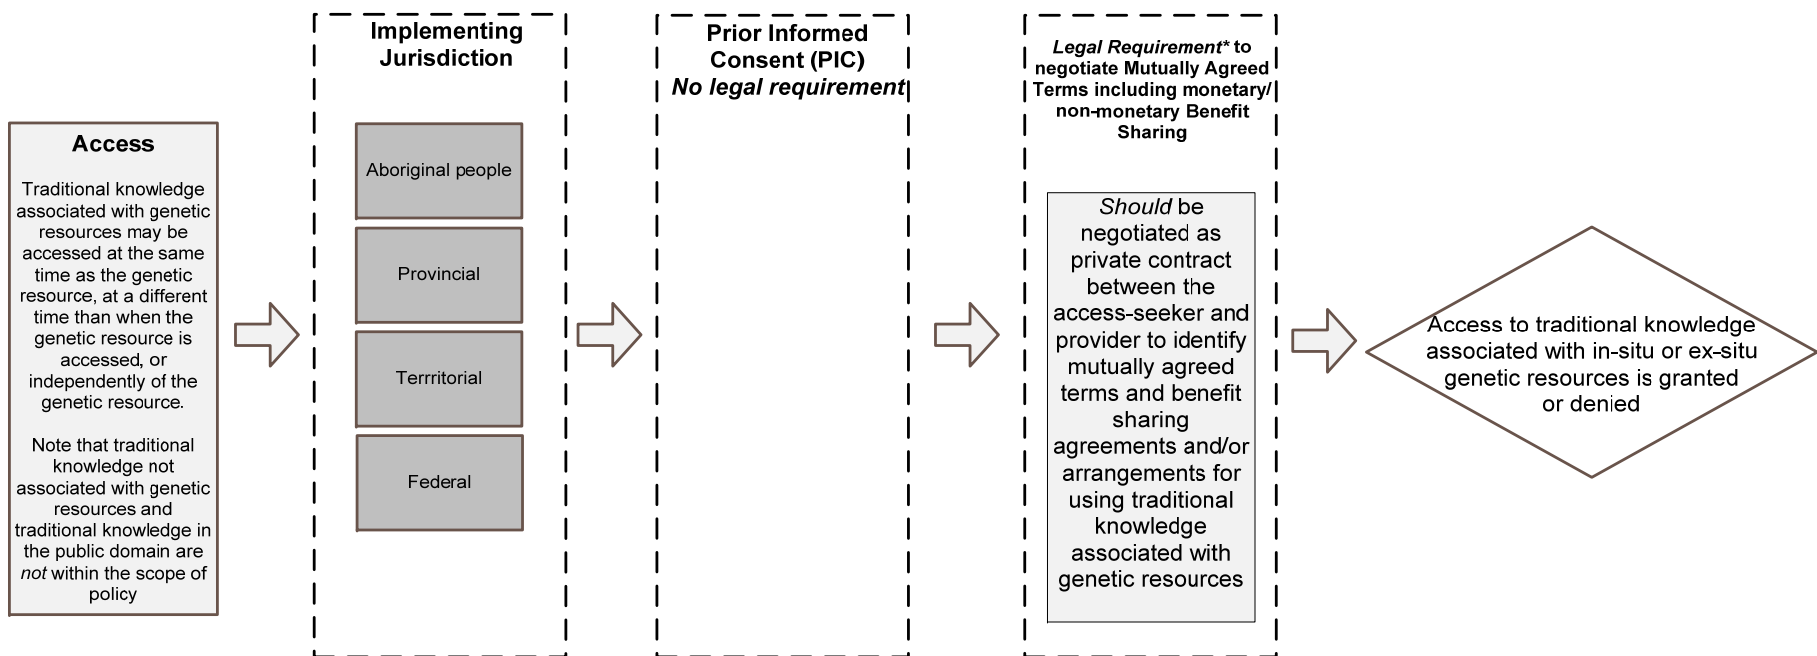 Access
Traditional knowledge
associated with genetic
resources may be
accessed at the same
time as the genetic
resource, at a different
time than when the
genetic resource is
accessed, or
independently of the
genetic resource.
Note that traditional
knowledge not
associated with genetic
resources and
traditional knowledge in
the public domain are
not within the scope of
policy
Implementing
Jurisdiction
Aboriginal people
Provincial
Terrritorial
Federal
Prior Informed
Consent (PIC)
No legal requirement
Legal Requirement* to
negotiate Mutually Agreed
Terms including monetary/
non-monetary Benefit
Sharing
Should be
negotiated as
private contract
between the
access-seeker and
provider to identify
mutually agreed
terms and benefit
sharing
agreements and/or
arrangements for
using traditional
knowledge
associated with
genetic resources
Access to traditional knowledge
associated with in-situ or ex-situ
genetic resources is granted
or denied